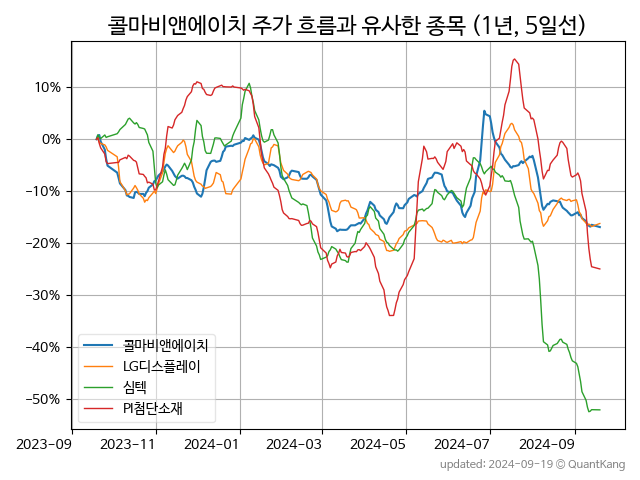 콜마비앤에이치 주가 흐름과 유사한 종목 (1년, 5일선)
10%
0%
−10%
−20%
−30%
−40%
−50%
콜마비앤에이치
LG디스플레이
심텍
PI첨단소재
2023-09
2023-11
2024-01
2024-03
2024-05
2024-07
2024-09
updated: 2024-09-19 © QuantKang